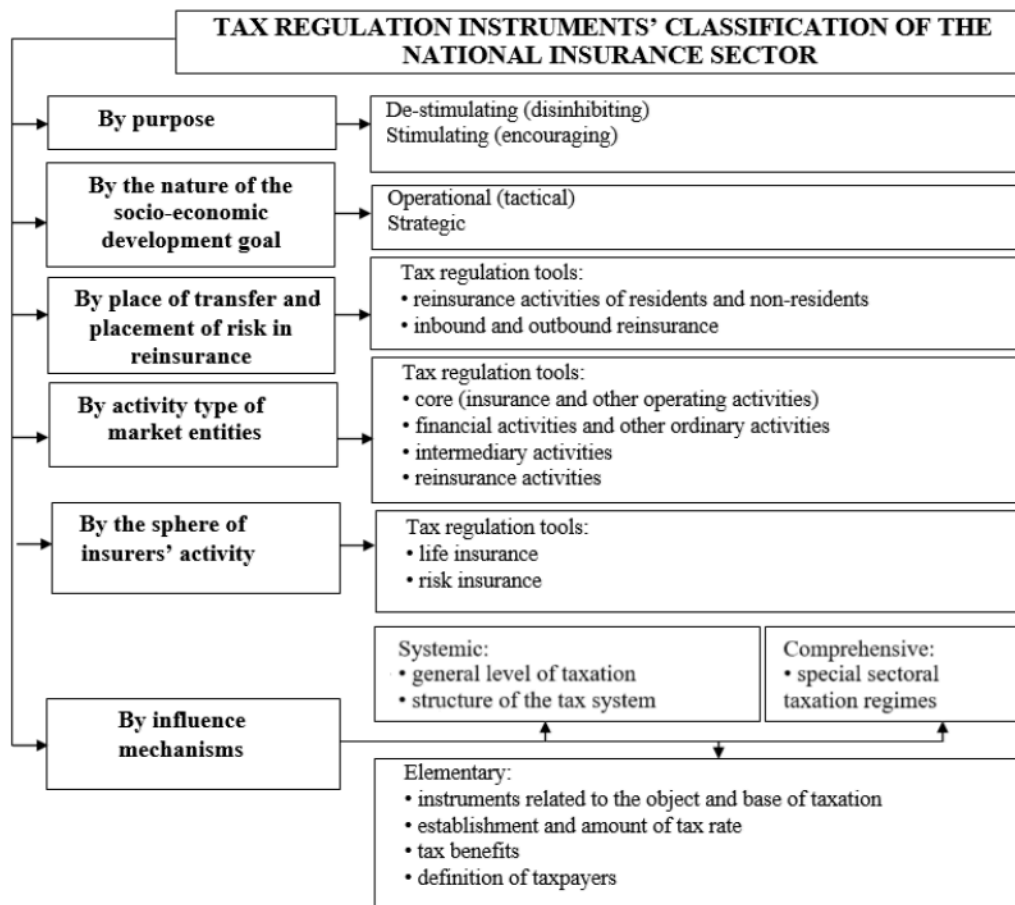 TAX REGULATION INSTRUMENTS’ CLASSIFICATION OF THE
NATIONAL INSURANCE SECTOR
By purpose
De-stimulating (disinhibiting)
Stimulating (encouraging)
By the nature of the
socio-economic
development goal
Operational (tactical)
Strategic
By place of transfer and
placement of risk in
reinsurance
Tax regulation tools:
• reinsurance activities of residents and non-residents
• inbound and outbound reinsurance
By activity type of
market entities
Tax regulation tools:
• core (insurance and other operating activities)
• financial activities and other ordinary activities
• intermediary activities
• reinsurance activities
By the sphere of
insurers’ activity
Tax regulation tools:
• life insurance
• risk insurance
By influence
mechanisms
Systemic:
• general level of taxation
• structure of the tax system
Comprehensive:
• special sectoral
taxation regimes
Elementary:
• instruments related to the object and base of taxation
• establishment and amount of tax rate
• tax benefits
• definition of taxpayers